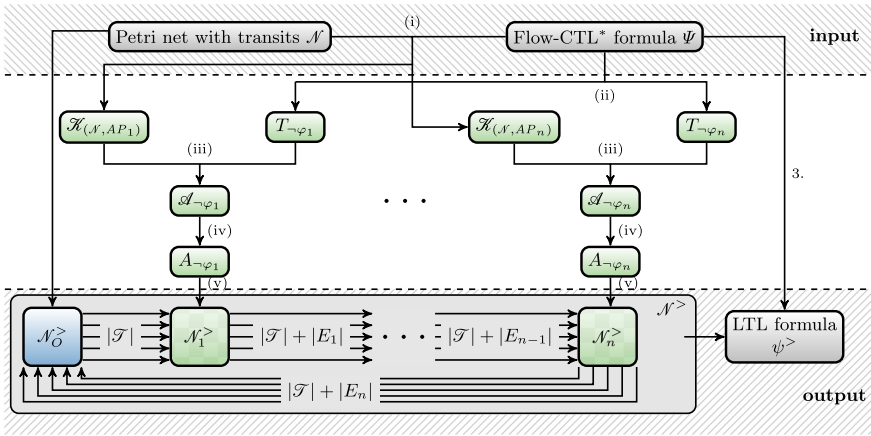 (i)
Petri net with transits 𝒩
Flow-CTL* formula Ψ
input
(ii)
𝒦(𝒩,AP₁)
T¬φ₁
𝒦(𝒩,APₙ)
T¬φₙ
(iii)
(iii)
3.
𝒜¬φ₁
· · ·
𝒜¬φₙ
(iv)
(iv)
A¬φ₁
A¬φₙ
(v)
(v)
𝒩^>
𝒩_O^>
|𝒯|
𝒩₁^>
|𝒯| + |E₁|
· · ·
|𝒯| + |Eₙ₋₁|
𝒩ₙ^>
LTL formula
ψ^>
|𝒯| + |Eₙ|
output